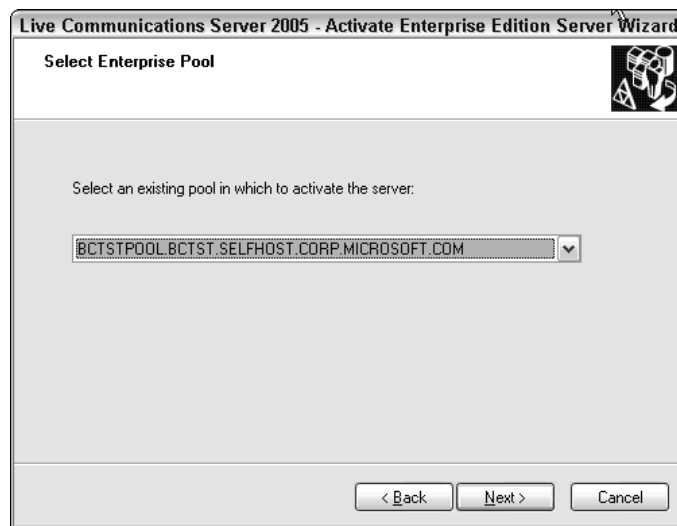 Live Communications Server 2005 - Activate Enterprise Edition Server Wizard
Select Enterprise Pool
Select an existing pool in which to activate the server:
BCTSTPOOL.BCTST.SELFHOST.CORP.MICROSOFT.COM
< Back Next > Cancel